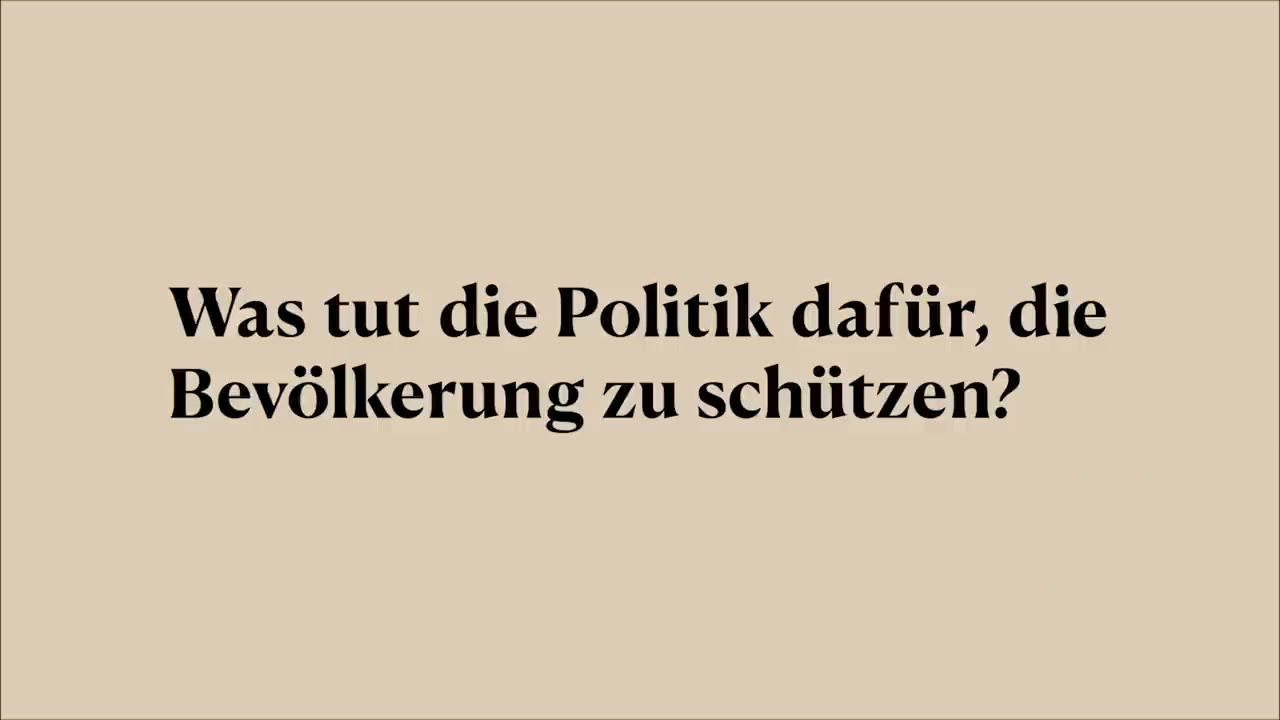 Was tut die Politik dafür, die
Bevölkerung zu schützen?